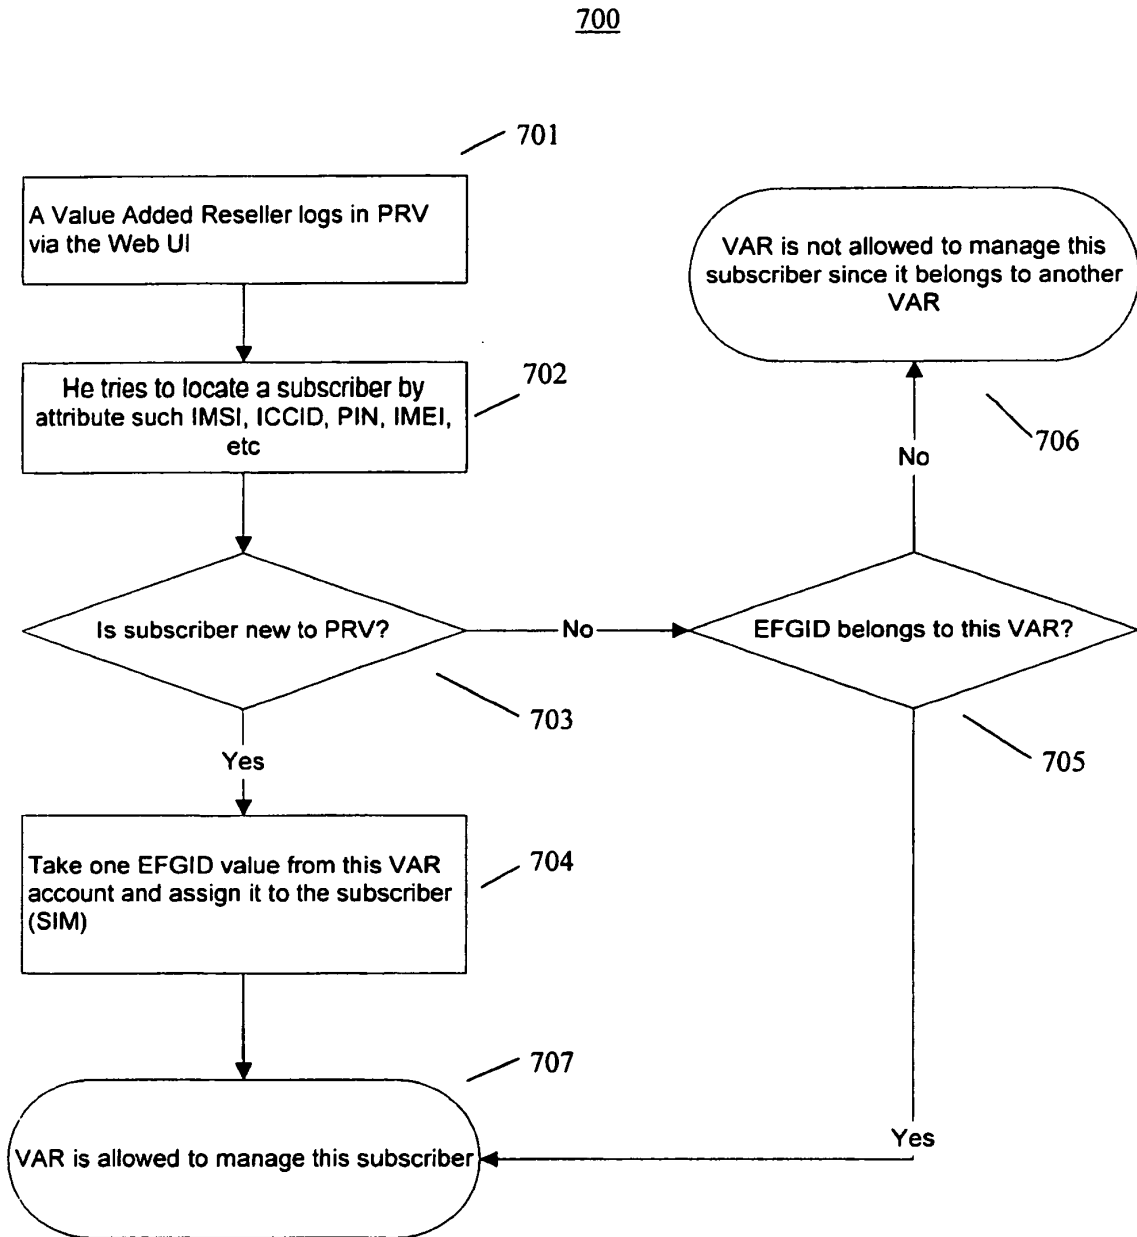 700
701
A Value Added Reseller logs in PRV
via the Web UI
702
He tries to locate a subscriber by
attribute such IMSI, ICCID, PIN, IMEI,
etc
Is subscriber new to PRV?
703
No
Yes
704
Take one EFGID value from this VAR
account and assign it to the subscriber
(SIM)
707
VAR is allowed to manage this subscriber
EFGID belongs to this VAR?
705
No
Yes
VAR is not allowed to manage this
subscriber since it belongs to another
VAR
706